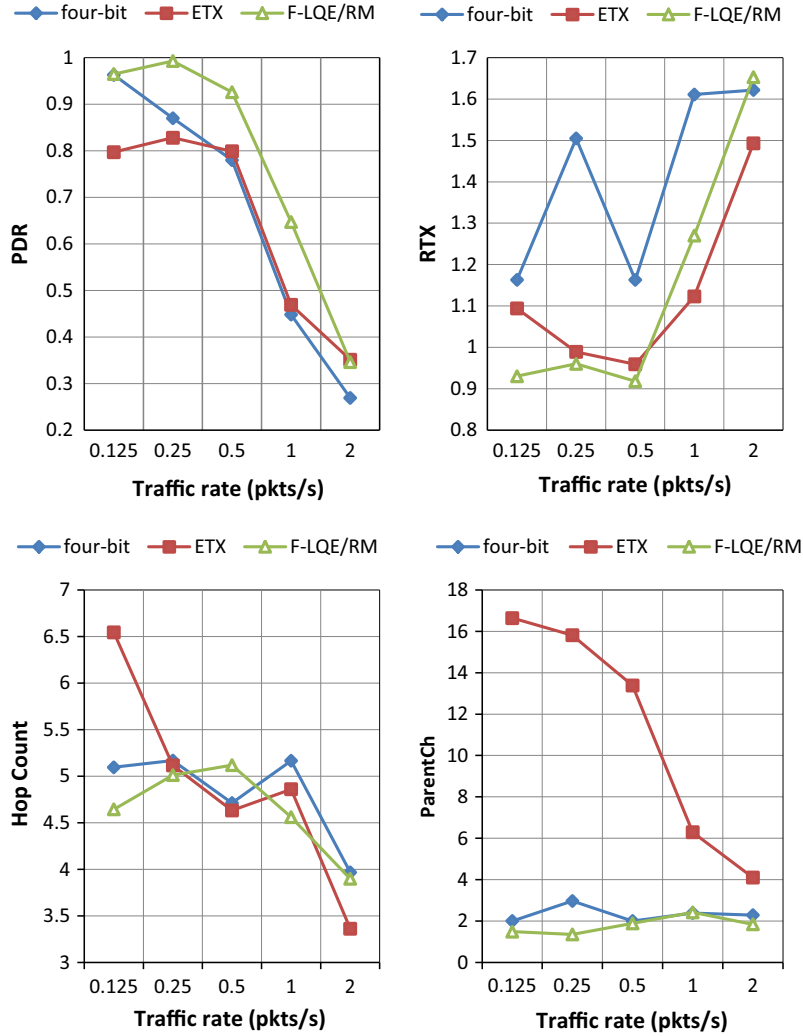 four-bit ETX F-LQE/RM
1
0.9
0.8
0.7
0.6
0.5
0.4
0.3
0.2
PDR
0.125 0.25 0.5 1 2
Traffic rate (pkts/s)
four-bit ETX F-LQE/RM
1.7
1.6
1.5
1.4
1.3
1.2
1.1
1
0.9
0.8
RTX
0.125 0.25 0.5 1 2
Traffic rate (pkts/s)
four-bit ETX F-LQE/RM
7
6.5
6
5.5
5
4.5
4
3.5
3
Hop Count
0.125 0.25 0.5 1 2
Traffic rate (pkts/s)
four-bit ETX F-LQE/RM
18
16
14
12
10
8
6
4
2
0
ParentCh
0.125 0.25 0.5 1 2
Traffic rate (pkts/s)